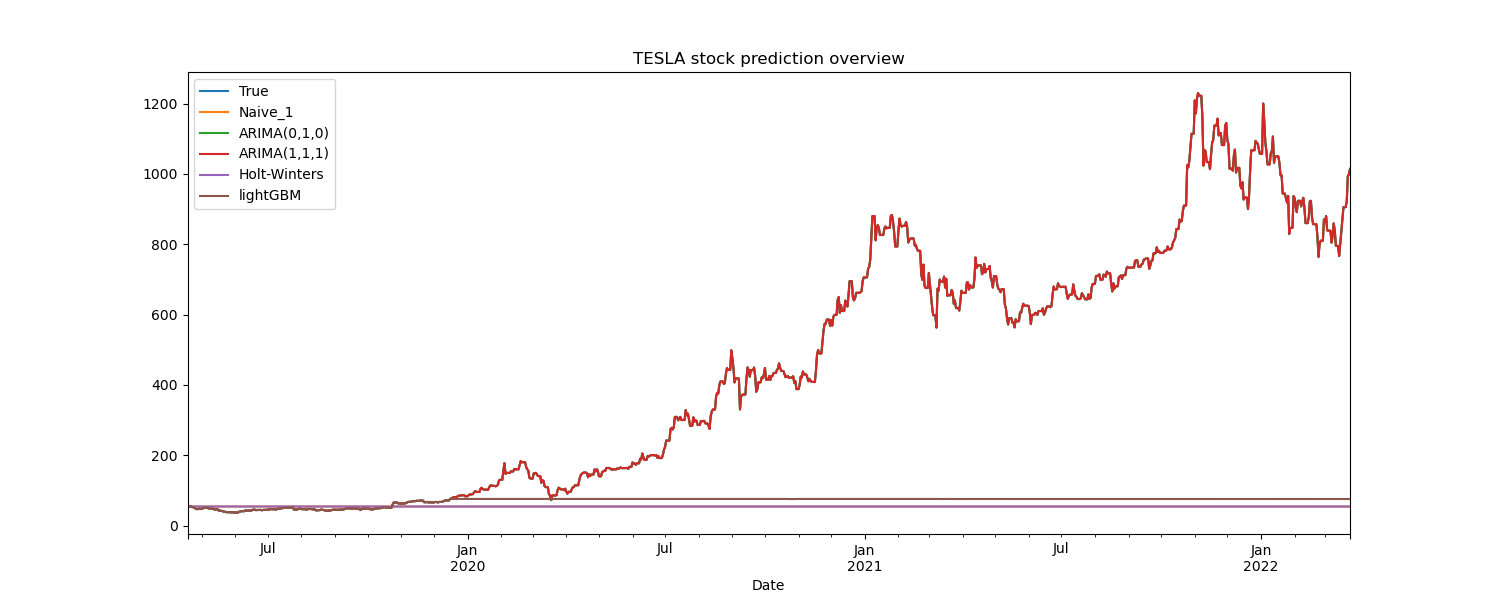 TESLA stock prediction overview
True
Naive_1
ARIMA(0,1,0)
ARIMA(1,1,1)
Holt-Winters
lightGBM
1200
1000
800
600
400
200
0
Jul
Jan
2020
Jul
Jan
2021
Jul
Jan
2022
Date